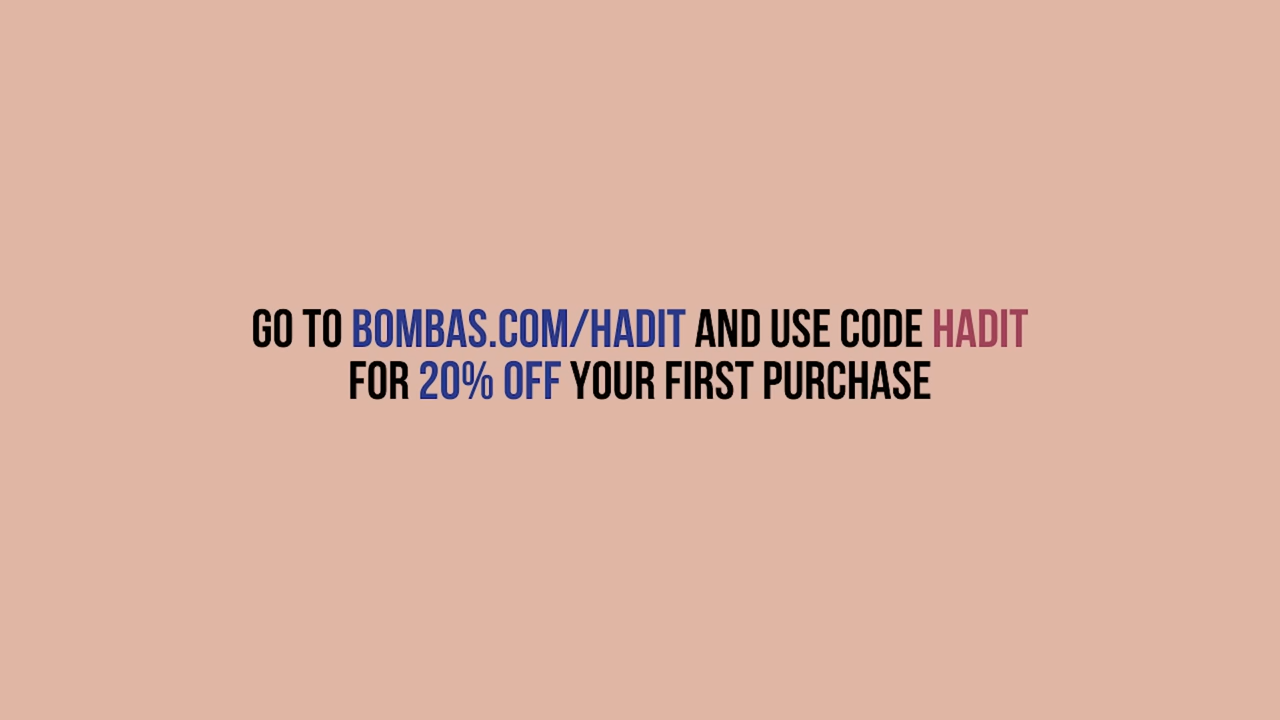 GO TO BOMBAS.COM/HADIT AND USE CODE HADIT
FOR 20% OFF YOUR FIRST PURCHASE